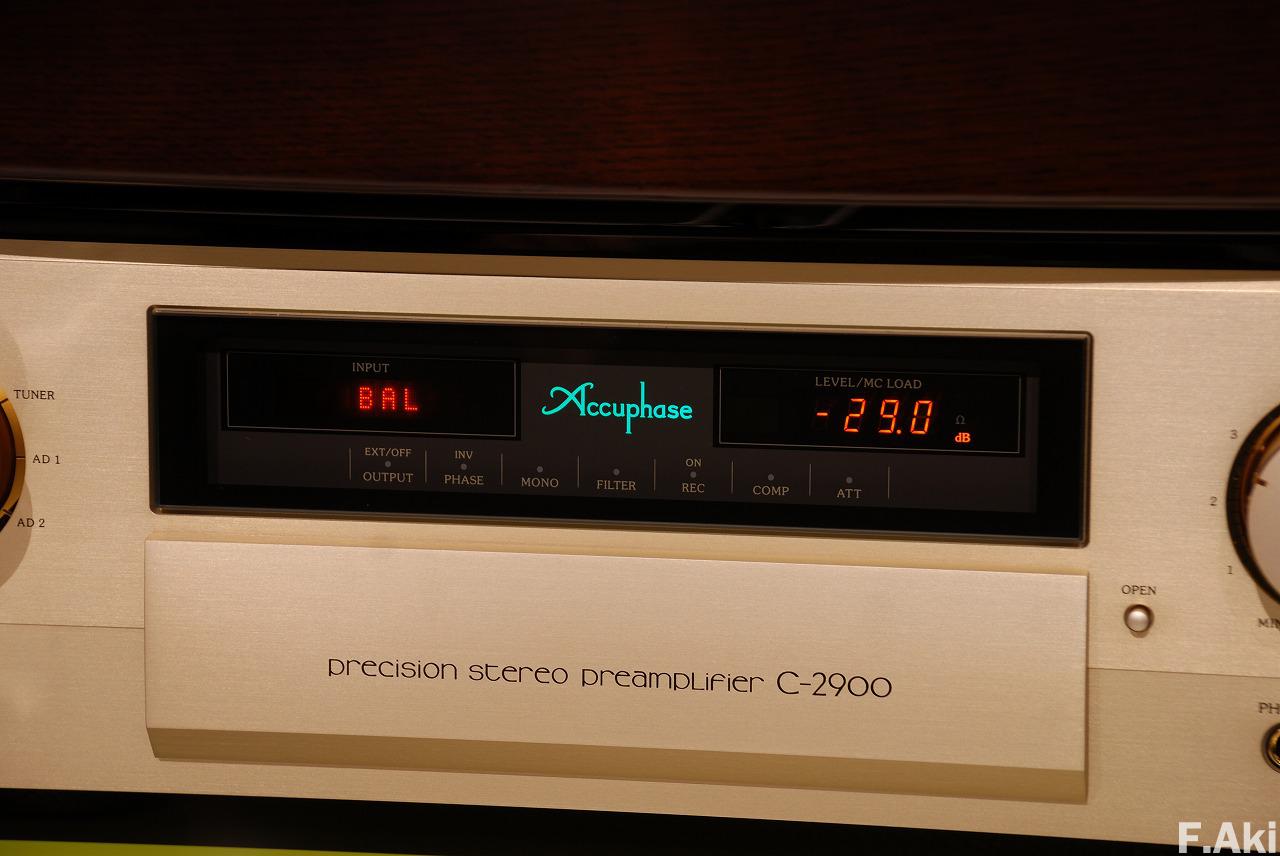 TUNER
AD 1
AD 2
INPUT
BAL
Accuphase
LEVEL/MC LOAD
-29.0
Ω
dB
EXT/OFF
OUTPUT
INV
PHASE
MONO
FILTER
ON
REC
COMP
ATT
3
2
1
OPEN
precision stereo preamplifier C-2900
F.Aki